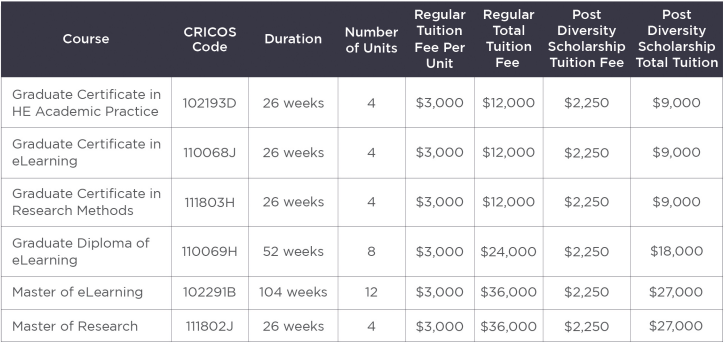 Course CRICOS Code Duration Number of Units Regular Tuition Fee Per Unit Regular Total Tuition Fee Post Diversity Scholarship Tuition Fee Post Diversity Scholarship Total Tuition
Graduate Certificate in HE Academic Practice 102193D 26 weeks 4 $3,000 $12,000 $2,250 $9,000
Graduate Certificate in eLearning 110068J 26 weeks 4 $3,000 $12,000 $2,250 $9,000
Graduate Certificate in Research Methods 111803H 26 weeks 4 $3,000 $12,000 $2,250 $9,000
Graduate Diploma of eLearning 110069H 52 weeks 8 $3,000 $24,000 $2,250 $18,000
Master of eLearning 102291B 104 weeks 12 $3,000 $36,000 $2,250 $27,000
Master of Research 111802J 26 weeks 4 $3,000 $36,000 $2,250 $27,000